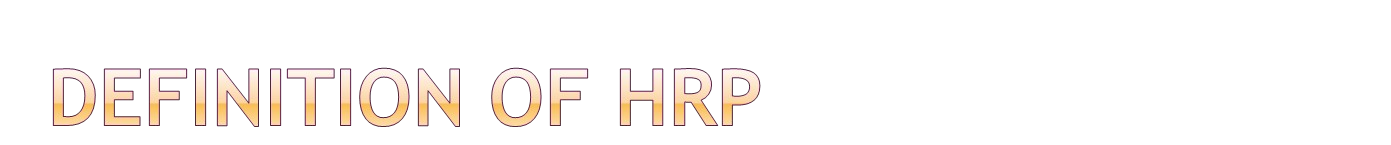 DEFINITION OF HRP